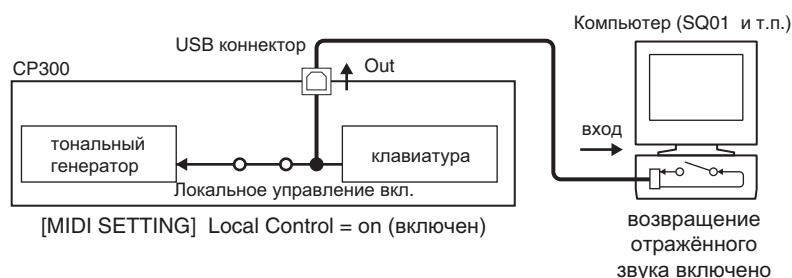 Компьютер (SQ01 и т.п.)
USB коннектор
CP300
Out
тональный
генератор
клавиатура
вход
Локальное управление вкл.
[MIDI SETTING] Local Control = on (включен)
возвращение
отражённого
звука включено